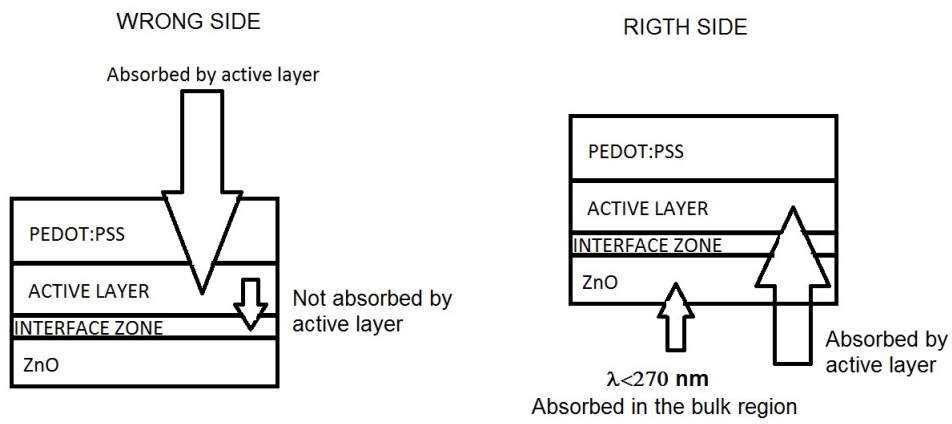 WRONG SIDE
Absorbed by active layer
PEDOT:PSS
ACTIVE LAYER
INTERFACE ZONE
ZnO
Not absorbed by
active layer
RIGTH SIDE
PEDOT:PSS
ACTIVE LAYER
INTERFACE ZONE
ZnO
λ<270 nm
Absorbed in the bulk region
Absorbed by
active layer